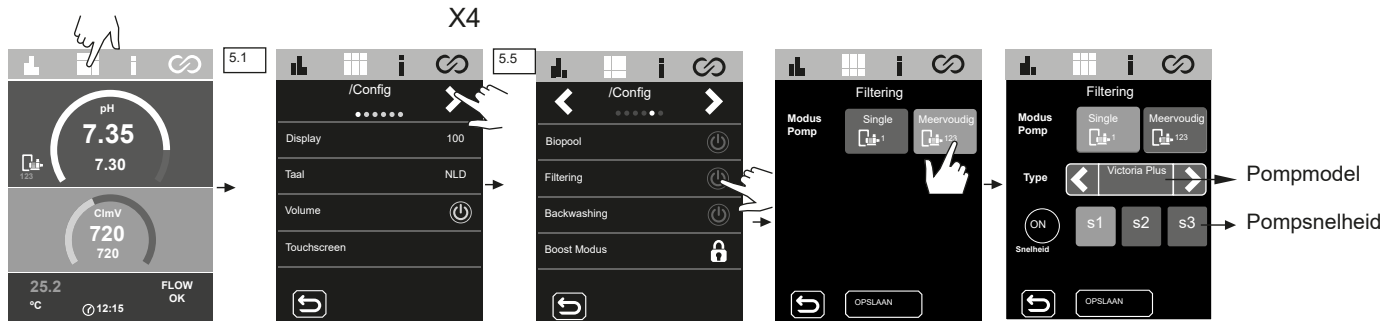 X4
5.1
5.5
pH
7.35
7.30
123
ClmV
720
720
25.2
ºC
12:15
FLOW
OK
/Config
Display 100
Taal NLD
Volume
Touchscreen
/Config
Biopool
Filtering
Backwashing
Boost Modus
Filtering
Modus
Pomp
Single
1
Meervoudig
123
OPSLAAN
Filtering
Modus
Pomp
Single
1
Meervoudig
123
Type
Victoria Plus
Pompmodel
ON
Snelheid
s1 s2 s3
Pompsnelheid
OPSLAAN